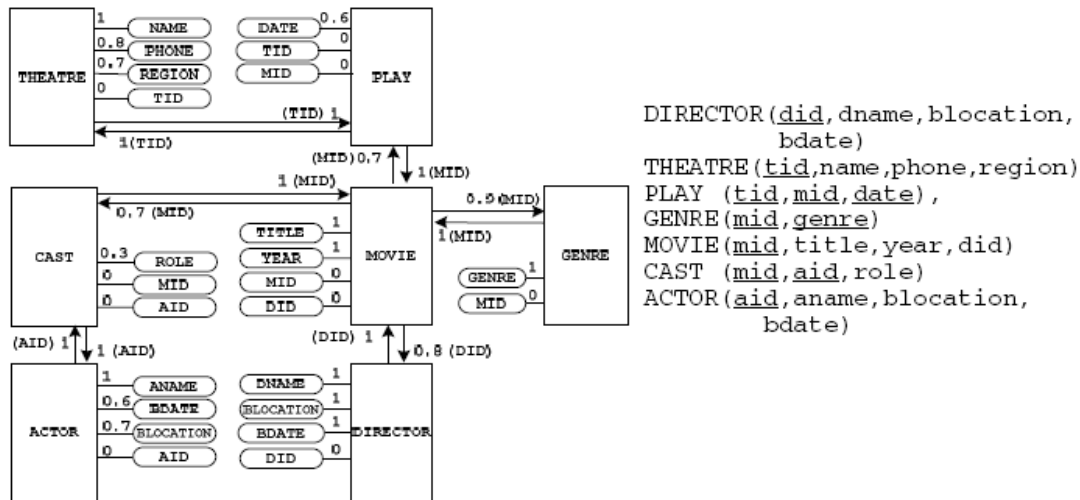 1 NAME
0.8 PHONE
0.7 REGION
0 TID
THEATRE
DATE 0.6
TID 0
MID 0
PLAY
(TID) 1
1(TID)
(MID)0.7
1(MID)
1 (MID)
0.7 (MID)
0.9(MID)
1(MID)
CAST
0.3 ROLE
0 MID
0 AID
TITLE 1
YEAR 1
MID 0
DID 0
MOVIE
GENRE 1
MID 0
GENRE
(AID) 1
1 (AID)
(DID) 1
0.8 (DID)
ACTOR
1 ANAME
0.6 BDATE
0.7 BLOCATION
0 AID
DNAME 1
BLOCATION 1
BDATE 1
DID 0
DIRECTOR
DIRECTOR(did,dname,blocation,
bdate)
THEATRE(tid,name,phone,region)
PLAY (tid,mid,date),
GENRE(mid,genre)
MOVIE(mid,title,year,did)
CAST (mid,aid,role)
ACTOR(aid,aname,blocation,
bdate)